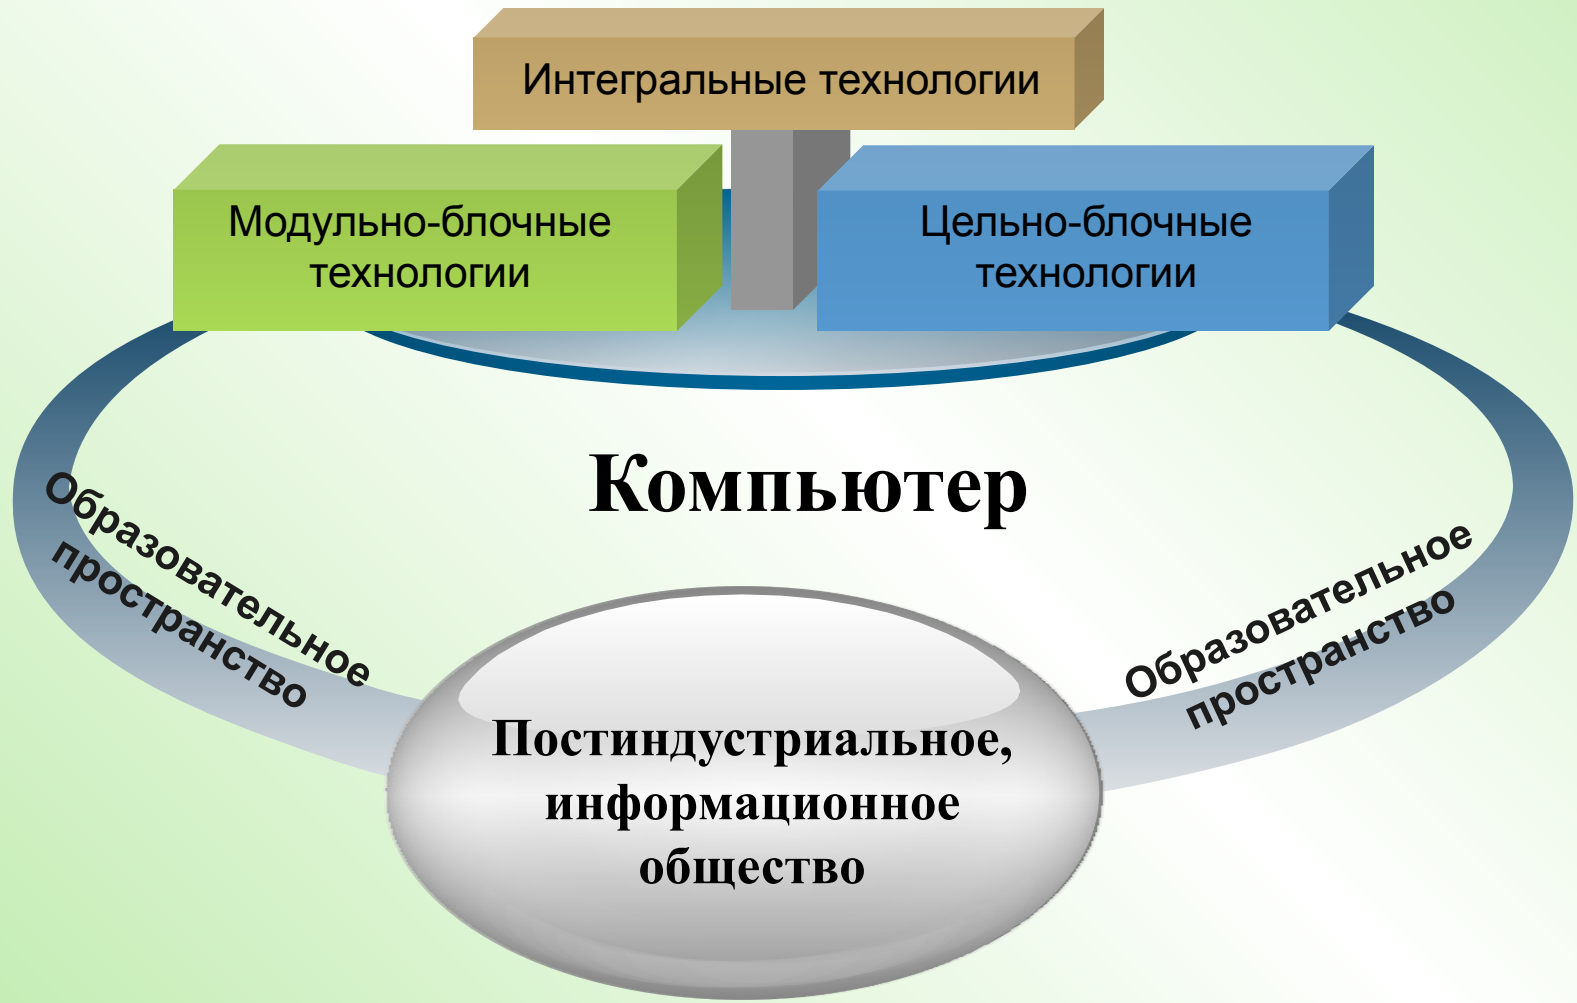 Интегральные технологии
Модульно-блочные
технологии
Цельно-блочные
технологии
Компьютер
Образовательное
пространство
Образовательное
пространство
Постиндустриальное,
информационное
общество